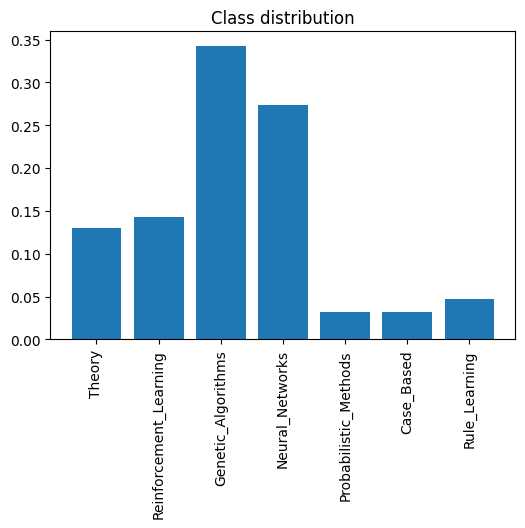 Class distribution
0.35
0.30
0.25
0.20
0.15
0.10
0.05
0.00
Theory
Reinforcement_Learning
Genetic_Algorithms
Neural_Networks
Probabilistic_Methods
Case_Based
Rule_Learning